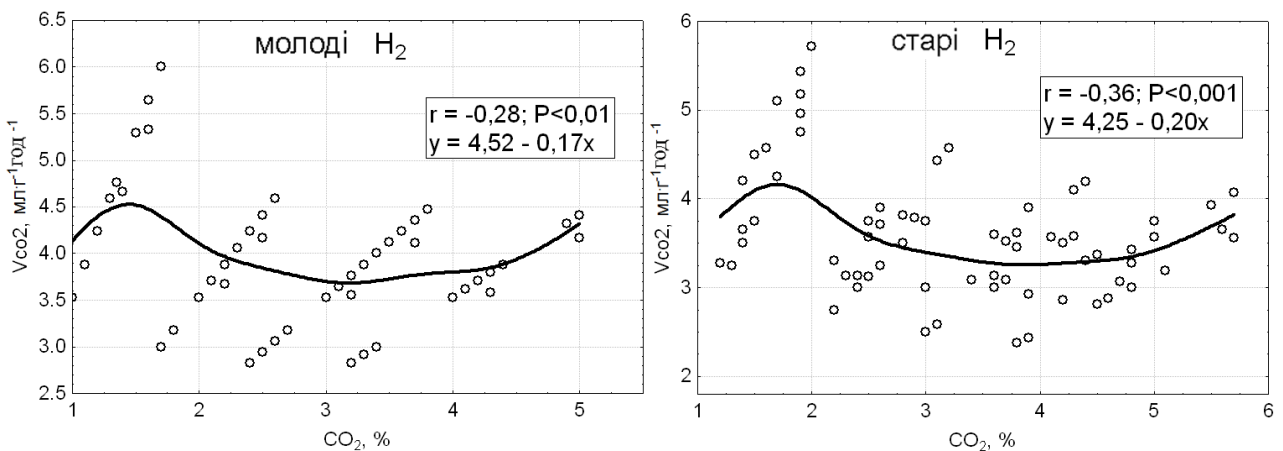 молоді H2
r = -0,28; P<0,01
y = 4,52 - 0,17x
6.5
6.0
5.5
5.0
4.5
4.0
3.5
3.0
2.5
Vco2, мл·г⁻¹год⁻¹
1 2 3 4 5
CO2, %
старі H2
r = -0,36; P<0,001
y = 4,25 - 0,20x
6
5
4
3
2
Vco2, мл·г⁻¹год⁻¹
1 2 3 4 5 6
CO2, %